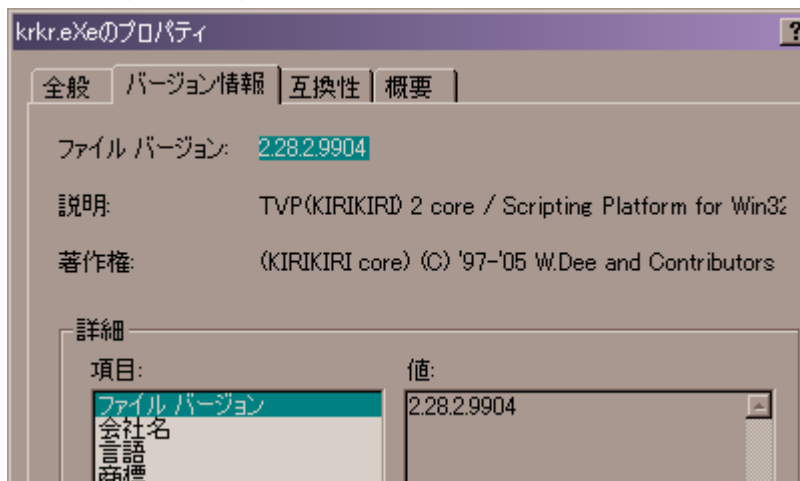 krkr.eXeのプロパティ
?
全般 バージョン情報 互換性 概要
ファイル バージョン: 2.28.2.9904
説明: TVP(KIRIKIRI) 2 core / Scripting Platform for Win32
著作権: (KIRIKIRI core) (C) '97-'05 W.Dee and Contributors
詳細
項目: 値:
ファイル バージョン 2.28.2.9904
会社名
言語
商標